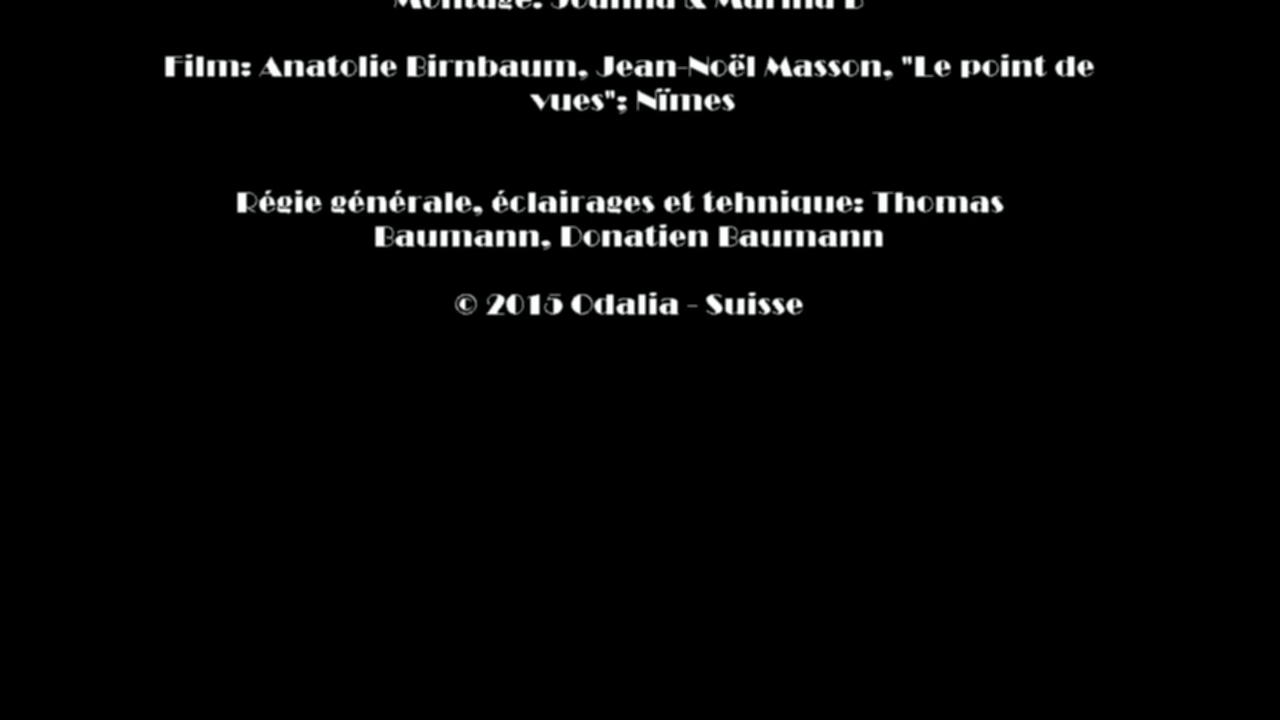 Film: Anatolie Birnbaum, Jean-Noël Masson, "Le point de
vues"; Nïmes
Régie générale, éclairages et tehnique: Thomas
Baumann, Donatien Baumann
© 2015 Odalia - Suisse